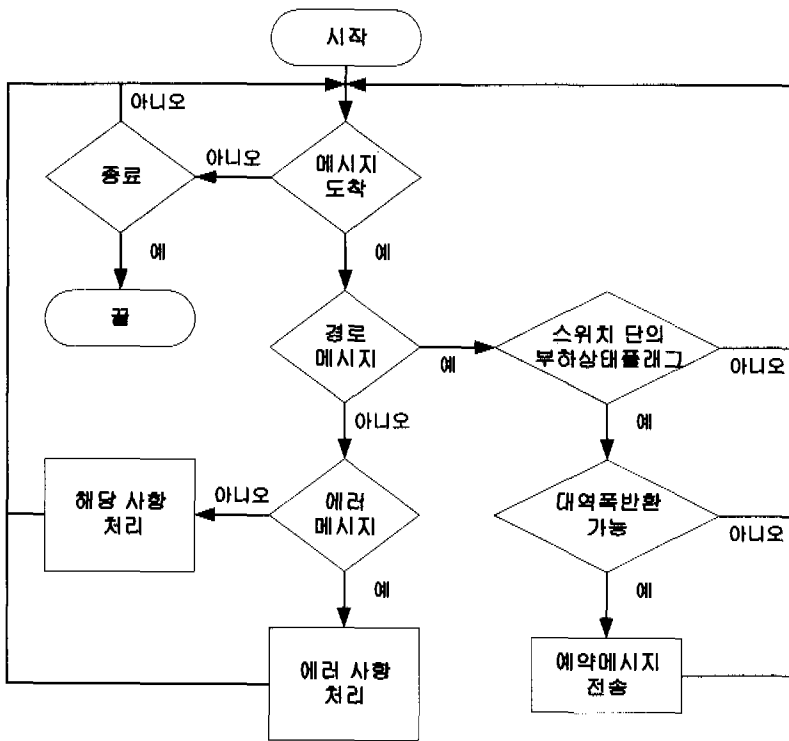 시작
아니오
종료
아니오
메시지
도착
예
예
끌
경로
메시지
예
스위치 단의
부하상태플래그
아니오
아니오
예
해당 사항
처리
아니오
에러
메시지
대역폭반환
가능
아니오
예
예
에러 사항
처리
예약메시지
전송